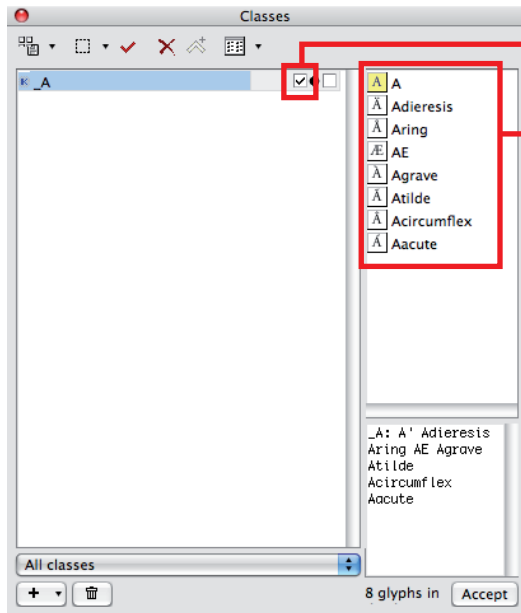 Classes
_A
A A
Ä Adieresis
Å Aring
Æ AE
À Agrave
Ã Atilde
Â Acircumflex
Á Aacute
_A: A' Adieresis
Aring AE Agrave
Atilde
Acircumflex
Aacute
All classes
8 glyphs in
Accept